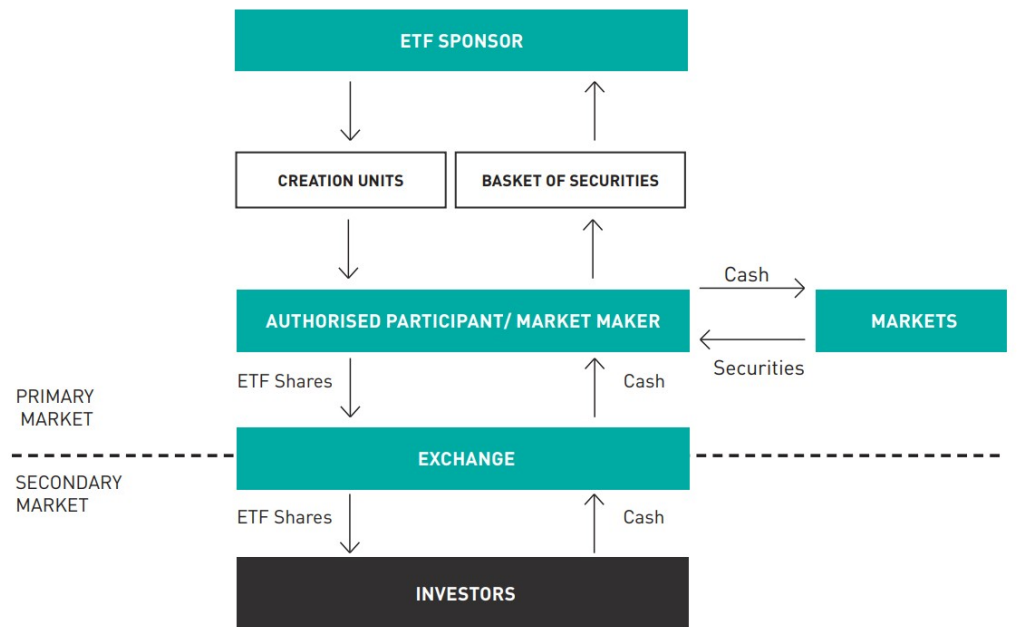 ETF SPONSOR
CREATION UNITS
BASKET OF SECURITIES
Cash
AUTHORISED PARTICIPANT/ MARKET MAKER
MARKETS
Securities
ETF Shares
Cash
PRIMARY
MARKET
EXCHANGE
SECONDARY
MARKET
ETF Shares
Cash
INVESTORS